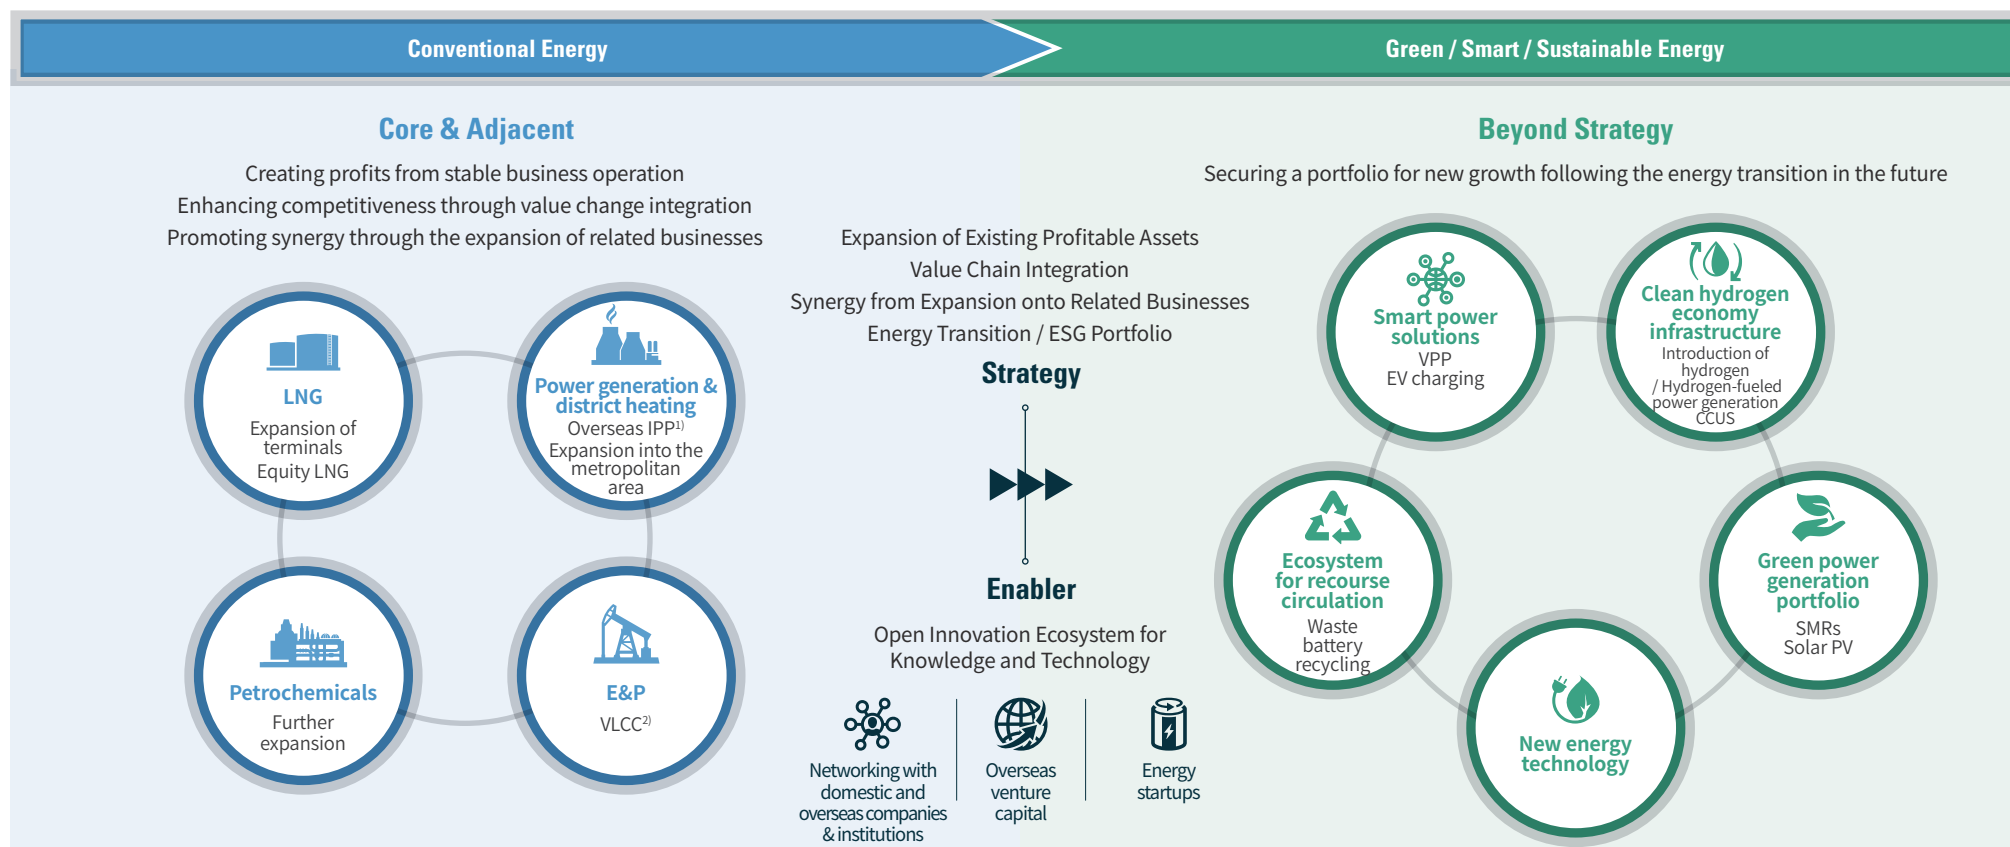 Conventional Energy
Green / Smart / Sustainable Energy
Core & Adjacent
Creating profits from stable business operation
Enhancing competitiveness through value change integration
Promoting synergy through the expansion of related businesses
LNG
Expansion of
terminals
Equity LNG
Power generation &
district heating
Overseas IPP1)
Expansion into the
metropolitan
area
Petrochemicals
Further
expansion
E&P
VLCC2)
Expansion of Existing Profitable Assets
Value Chain Integration
Synergy from Expansion onto Related Businesses
Energy Transition / ESG Portfolio
Strategy
Enabler
Open Innovation Ecosystem for
Knowledge and Technology
Networking with
domestic and
overseas companies
& institutions
Overseas
venture
capital
Energy
startups
Beyond Strategy
Securing a portfolio for new growth following the energy transition in the future
Smart power
solutions
VPP
EV charging
Clean hydrogen
economy
infrastructure
Introduction of
hydrogen
/ Hydrogen-fueled
power generation
CCUS
Ecosystem
for recourse
circulation
Waste
battery
recycling
Green power
generation
portfolio
SMRs
Solar PV
New energy
technology